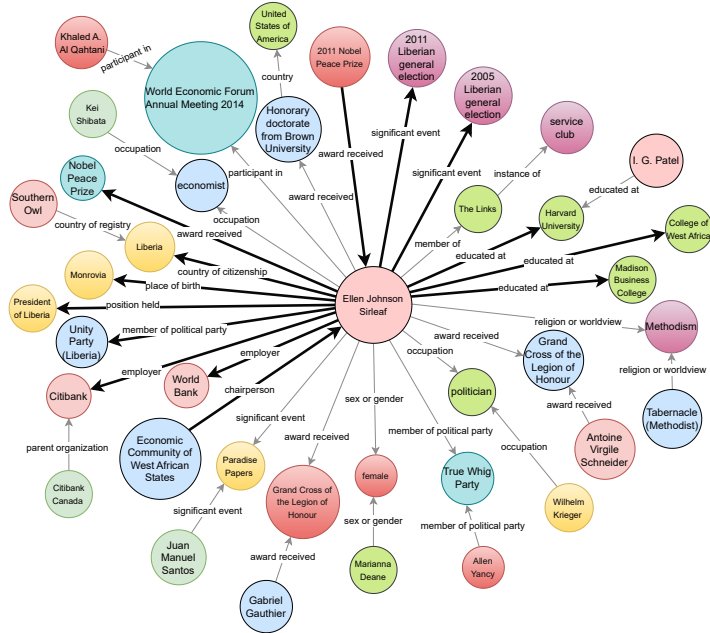 United
States of
America
Khaled A.
Al Qahtani
participant in
World Economic Forum
Annual Meeting 2014
country
2011 Nobel
Peace Prize
2011
Liberian
general
election
2005
Liberian
general
election
Kei
Shibata
Honorary
doctorate
from Brown
University
service
club
significant event
occupation
award received
instance of
I. G. Patel
Nobel
Peace
Prize
economist
participant in
significant event
educated at
Southern
Owl
award received
The Links
Harvard
University
College of
West Africa
country of registry
occupation
award received
member of
Liberia
educated at
educated at
Monrovia
country of citizenship
Madison
Business
College
place of birth
educated at
President
of Liberia
position held
Ellen Johnson
Sirleaf
religion or worldview
Methodism
Unity
Party
(Liberia)
member of political party
award received
Grand
Cross of the
Legion of
Honour
employer
employer
occupation
religion or worldview
Citibank
World
Bank
chairperson
politician
sex or gender
award received
Tabernacle
(Methodist)
significant event
member of political party
parent organization
Economic
Community of
West African
States
award received
occupation
Antoine
Virgile
Schneider
Paradise
Papers
Grand Cross of
the Legion of
Honour
female
True Whig
Party
Citibank
Canada
significant event
sex or gender
member of political party
Wilhelm
Krieger
Juan
Manuel
Santos
award received
Marianna
Deane
Allen
Yancy
Gabriel
Gauthier